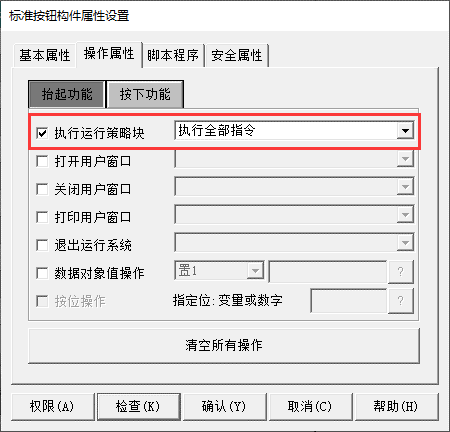 标准按钮构件属性设置
基本属性 操作属性 脚本程序 安全属性
抬起功能 按下功能
执行运行策略块 执行全部指令
打开用户窗口
关闭用户窗口
打印用户窗口
退出运行系统
数据对象值操作 置1 ?
按位操作 指定位:变量或数字 ?
清空所有操作
权限(A) 检查(K) 确认(Y) 取消(C) 帮助(H)